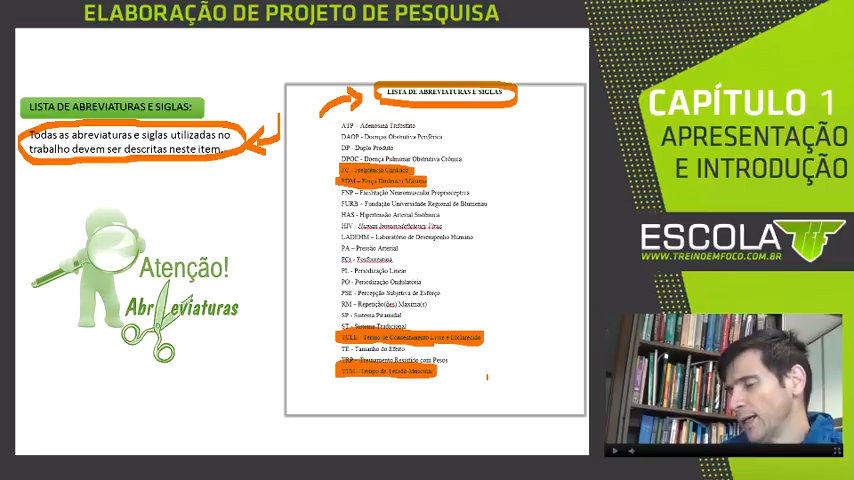 ELABORAÇÃO DE PROJETO DE PESQUISA
LISTA DE ABREVIATURAS E SIGLAS:
Todas as abreviaturas e siglas utilizadas no
trabalho devem ser descritas neste item.
Atenção!
Abreviaturas
LISTA DE ABREVIATURAS E SIGLAS
ATP – Adenosina Trifosfato
DAOP - Doenças Obstrutiva Periférica
DP - Duplo Produto
DPOC - Doença Pulmonar Obstrutiva Crônica
FC - Frequência Cardíaca
FDM – Força Dinâmica Máxima
FNP – Facilitação Neuromuscular Proprioceptiva
FURB – Fundação Universidade Regional de Blumenau
HAS - Hipertensão Arterial Sistêmica
HIV - Human Immunodeficiency Virus
LADEHM – Laboratório de Desempenho Humano
PA – Pressão Arterial
PCr - Fosfocreatina
PL - Periodização Linear
PO - Periodização Ondulatória
PSE - Percepção Subjetiva de Esforço
RM – Repetição(ões) Máxima(s)
SP - Sistema Piramidal
ST - Sistema Tradicional
TCLE - Termo de Consentimento Livre e Esclarecido
TE - Tamanho do Efeito
TRP – Treinamento Resistido com Pesos
TTM – Tempo de Tensão Muscular
CAPÍTULO 1
APRESENTAÇÃO
E INTRODUÇÃO
ESCOLA TIF
WWW.TREINOEMFOCO.COM.BR